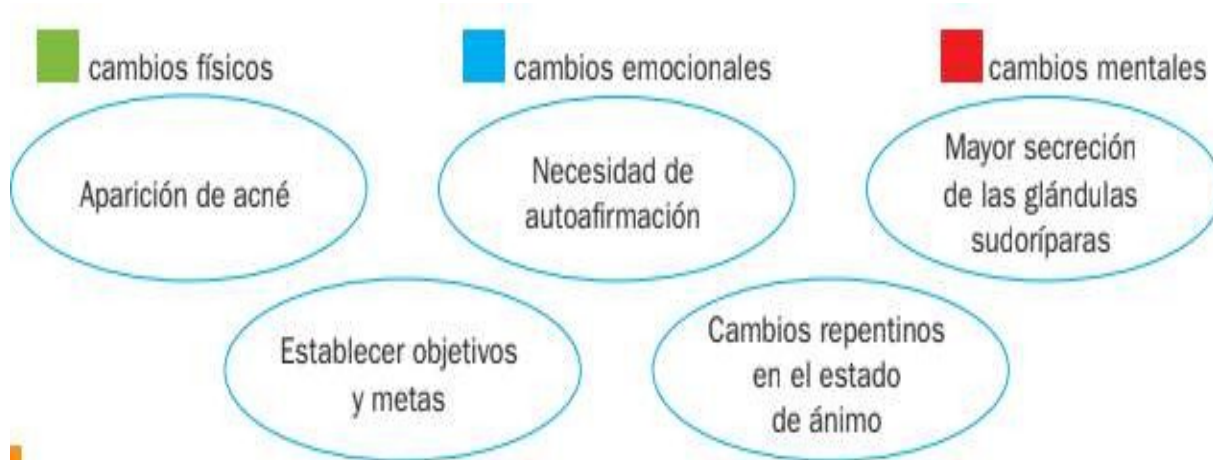 cambios físicos
cambios emocionales
cambios mentales
Aparición de acné
Necesidad de
autoafirmación
Mayor secreción
de las glándulas
sudoríparas
Establecer objetivos
y metas
Cambios repentinos
en el estado
de ánimo